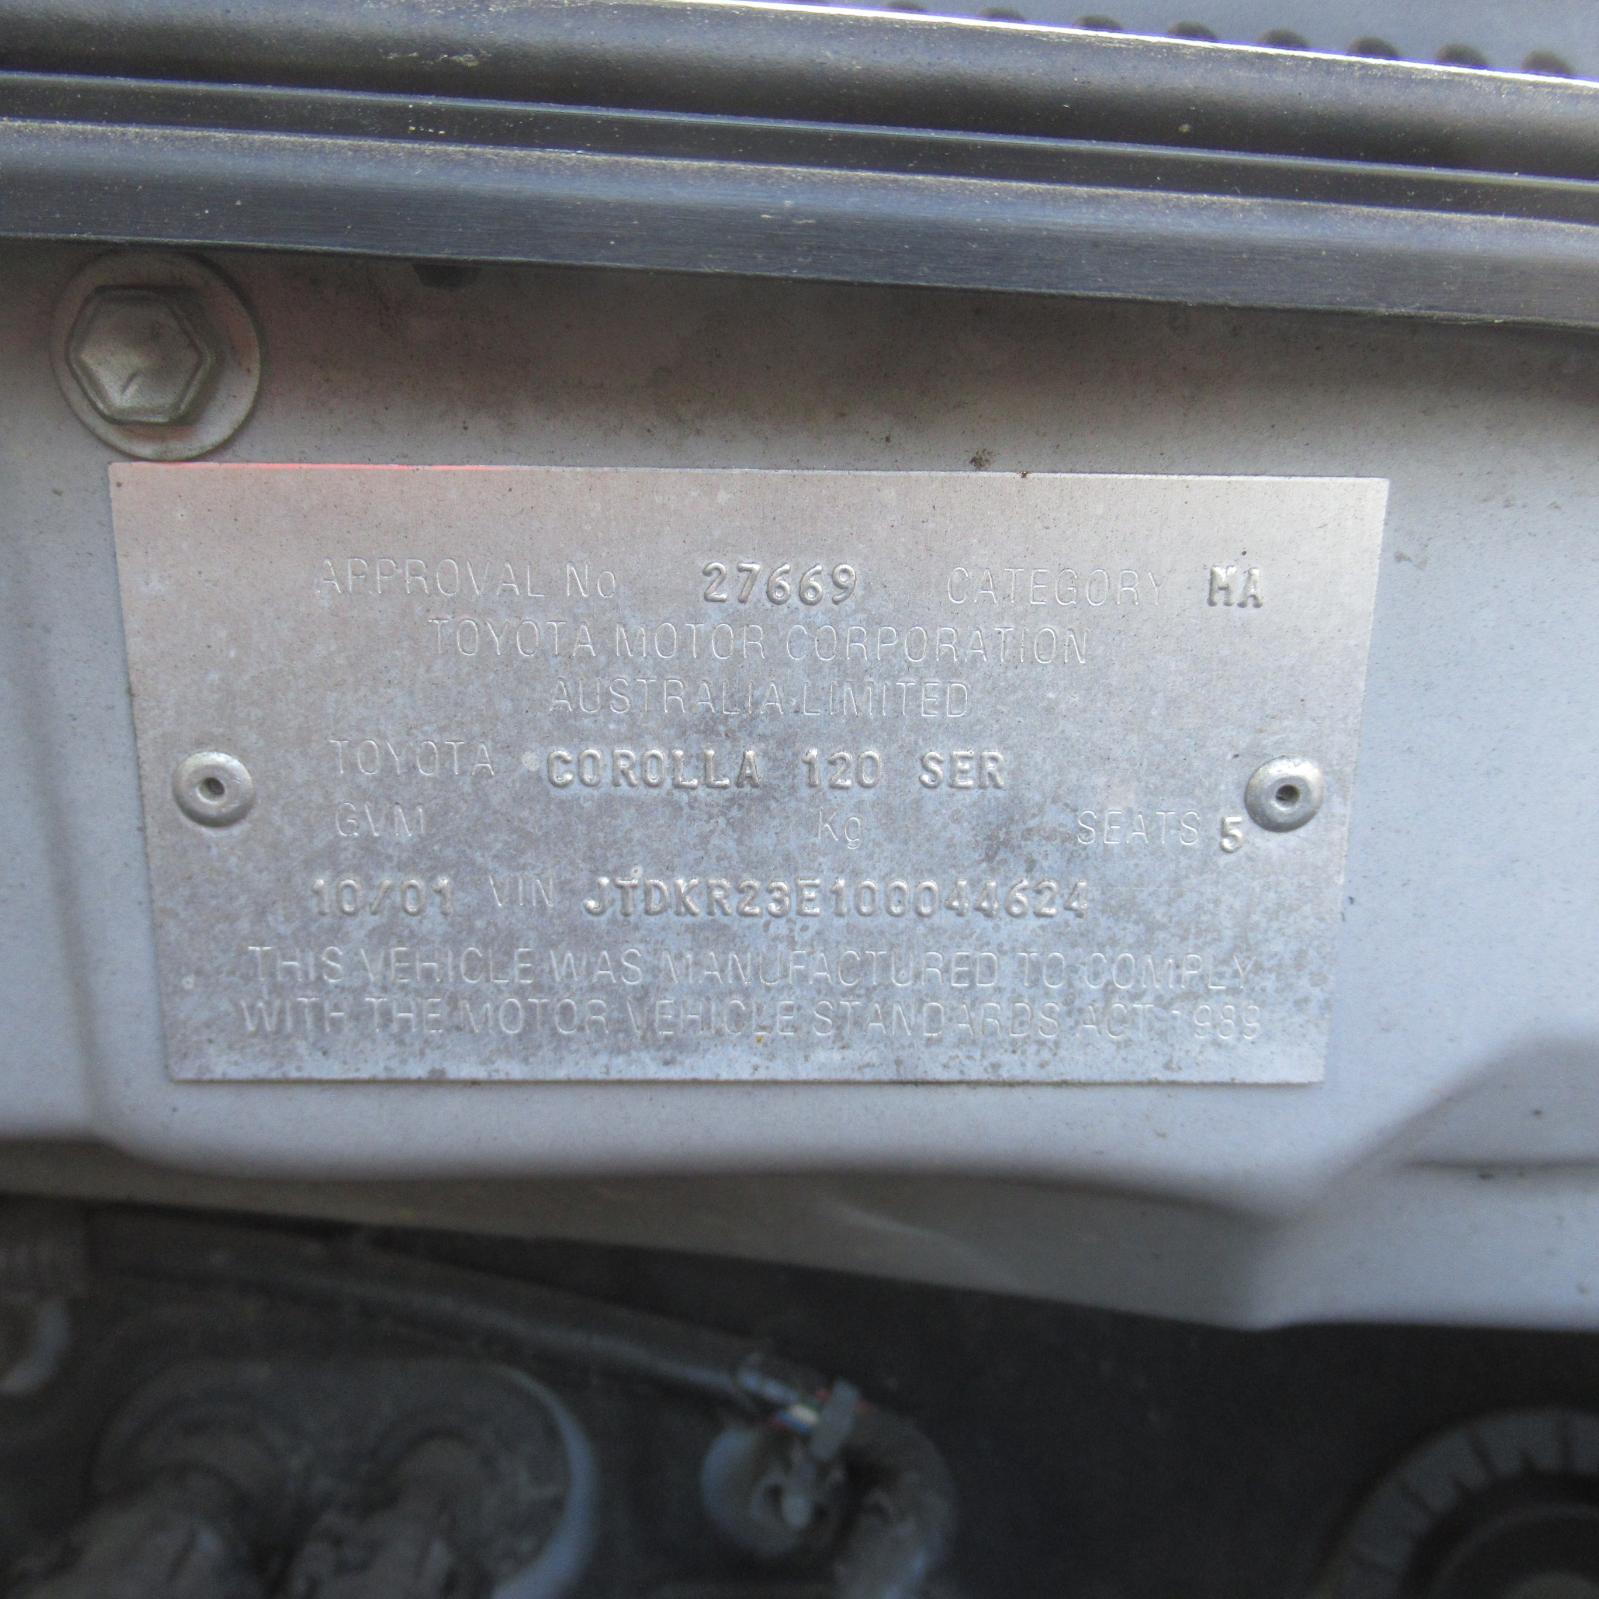 APPROVAL No 27669 CATEGORY MA
TOYOTA MOTOR CORPORATION
AUSTRALIA LIMITED
TOYOTA COROLLA 120 SER
GVM Kg SEATS 5
10/01 VIN JTDKR23E100044624
THIS VEHICLE WAS MANUFACTURED TO COMPLY
WITH THE MOTOR VEHICLE STANDARDS ACT 1989